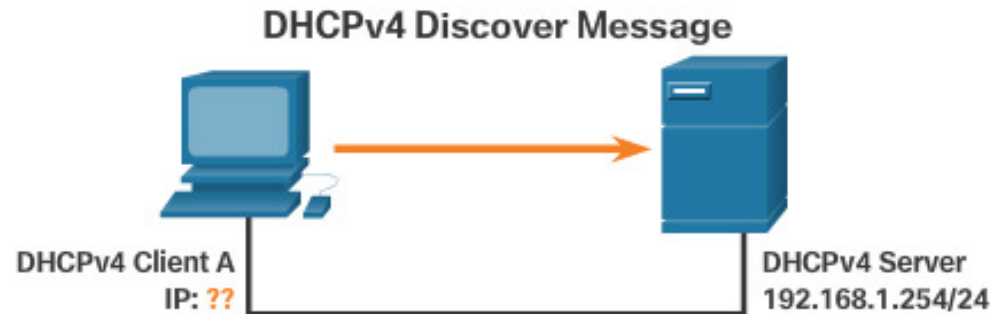 DHCPv4 Discover Message
DHCPv4 Client A
IP: ??
DHCPv4 Server
192.168.1.254/24